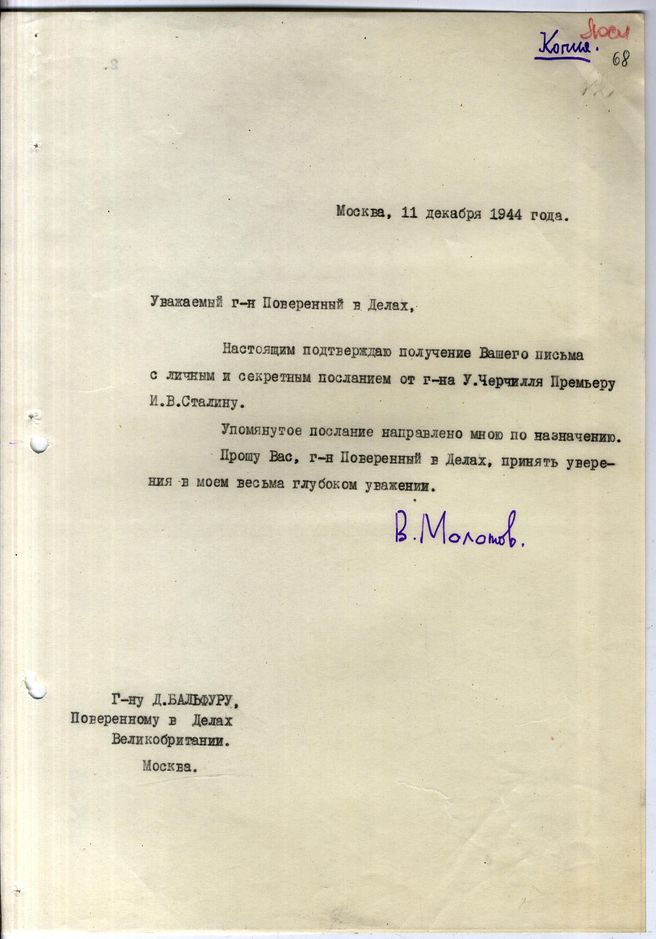 Копия.
68
Москва, 11 декабря 1944 года.
Уважаемый г-н Поверенный в Делах,
Настоящим подтверждаю получение Вашего письма
с личным и секретным посланием от г-на У.Черчилля Премьеру
И.В.Сталину.
Упомянутое послание направлено мною по назначению.
Прошу Вас, г-н Поверенный в Делах, принять увере-
ния в моем весьма глубоком уважении.
В.Молотов.
Г-ну Д.БАЛЬФУРУ,
Поверенному в Делах
Великобритании.
Москва.